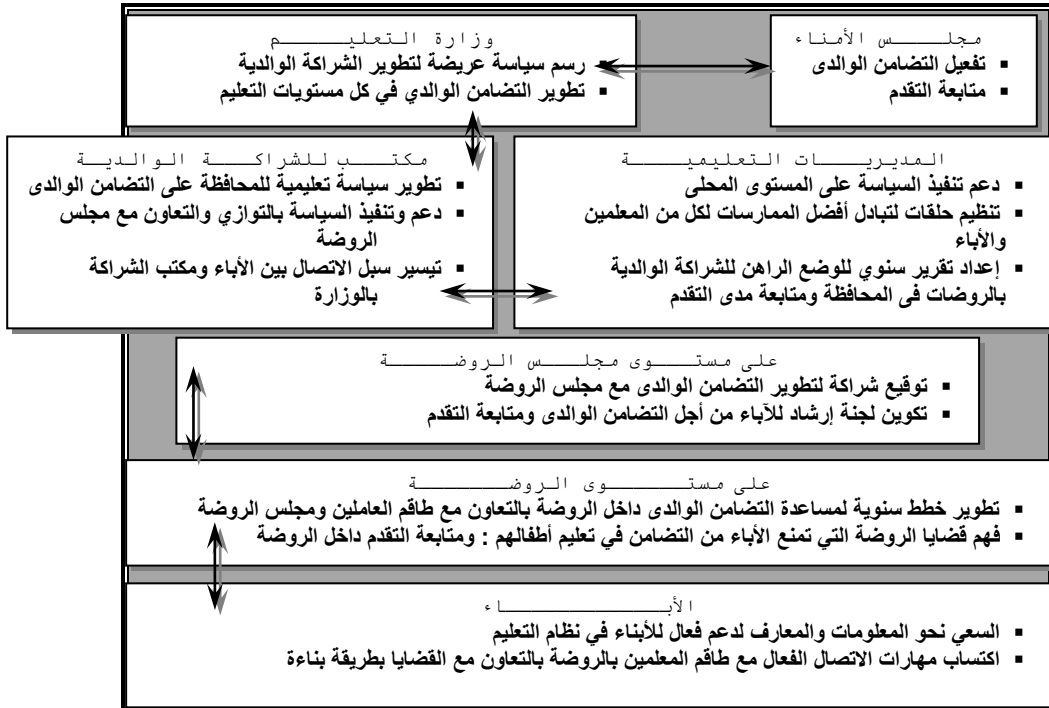 مجلس الأمناء
▪ تفعيل التضامن الوالدى
▪ متابعة التقدم
وزارة التعليم
▪ رسم سياسة عريضة لتطوير الشراكة الوالدية
▪ تطوير التضامن الوالدي في كل مستويات التعليم
المديريات التعليمية
▪ دعم تنفيذ السياسة على المستوى المحلى
▪ تنظيم حلقات لتبادل أفضل الممارسات لكل من المعلمين
والأباء
▪ إعداد تقرير سنوي للوضع الراهن للشراكة الوالدية
بالروضات فى المحافظة ومتابعة مدى التقدم
مكتب للشراكة الوالدية
▪ تطوير سياسة تعليمية للمحافظة على التضامن الوالدى
▪ دعم وتنفيذ السياسة بالتوازي والتعاون مع مجلس
الروضة
▪ تيسير سبل الاتصال بين الأباء ومكتب الشراكة
بالوزارة
على مستوى مجلس الروضة
▪ توقيع شراكة لتطوير التضامن الوالدى مع مجلس الروضة
▪ تكوين لجنة إرشاد للآباء من أجل التضامن الوالدى ومتابعة التقدم
على مستوى الروضة
▪ تطوير خطط سنوية لمساعدة التضامن الوالدى داخل الروضة بالتعاون مع طاقم العاملين ومجلس الروضة
▪ فهم قضايا الروضة التي تمنع الأباء من التضامن في تعليم أطفالهم : ومتابعة التقدم داخل الروضة
الأباء
▪ السعي نحو المعلومات والمعارف لدعم فعال للأبناء في نظام التعليم
▪ اكتساب مهارات الاتصال الفعال مع طاقم المعلمين بالروضة بالتعاون مع القضايا بطريقة بناءة